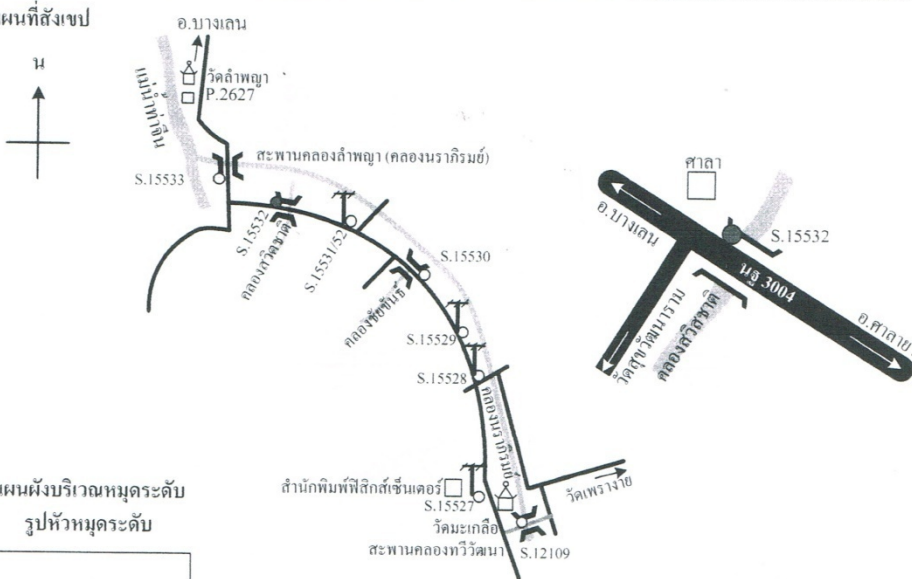 ผนที่สังเขป
น
อ.บางเลน
วัดลำพญา
P.2627
แม่น้ำท่าจีน
สะพานคลองลำพญา (คลองนราภิรมย์)
S.15533
S.15532
คลองสวิตชาติ
S.15531/52
S.15530
คลองชัยขันธ์
S.15529
S.15528
คลองนราภิรมย์
สำนักพิมพ์ฟิสิกส์เซ็นเตอร์
S.15527
วัดมะเกลือ
สะพานคลองทวีวัฒนา
S.12109
วัดเพรางาย
ศาลา
อ.บางเลน
S.15532
นฐ 3004
อ.ศาลาย
วัดสุขวัฒนาราม
คลองสวิสชาติ
ผนผังบริเวณหมุดระดับ
รูปหัวหมุดระดับ